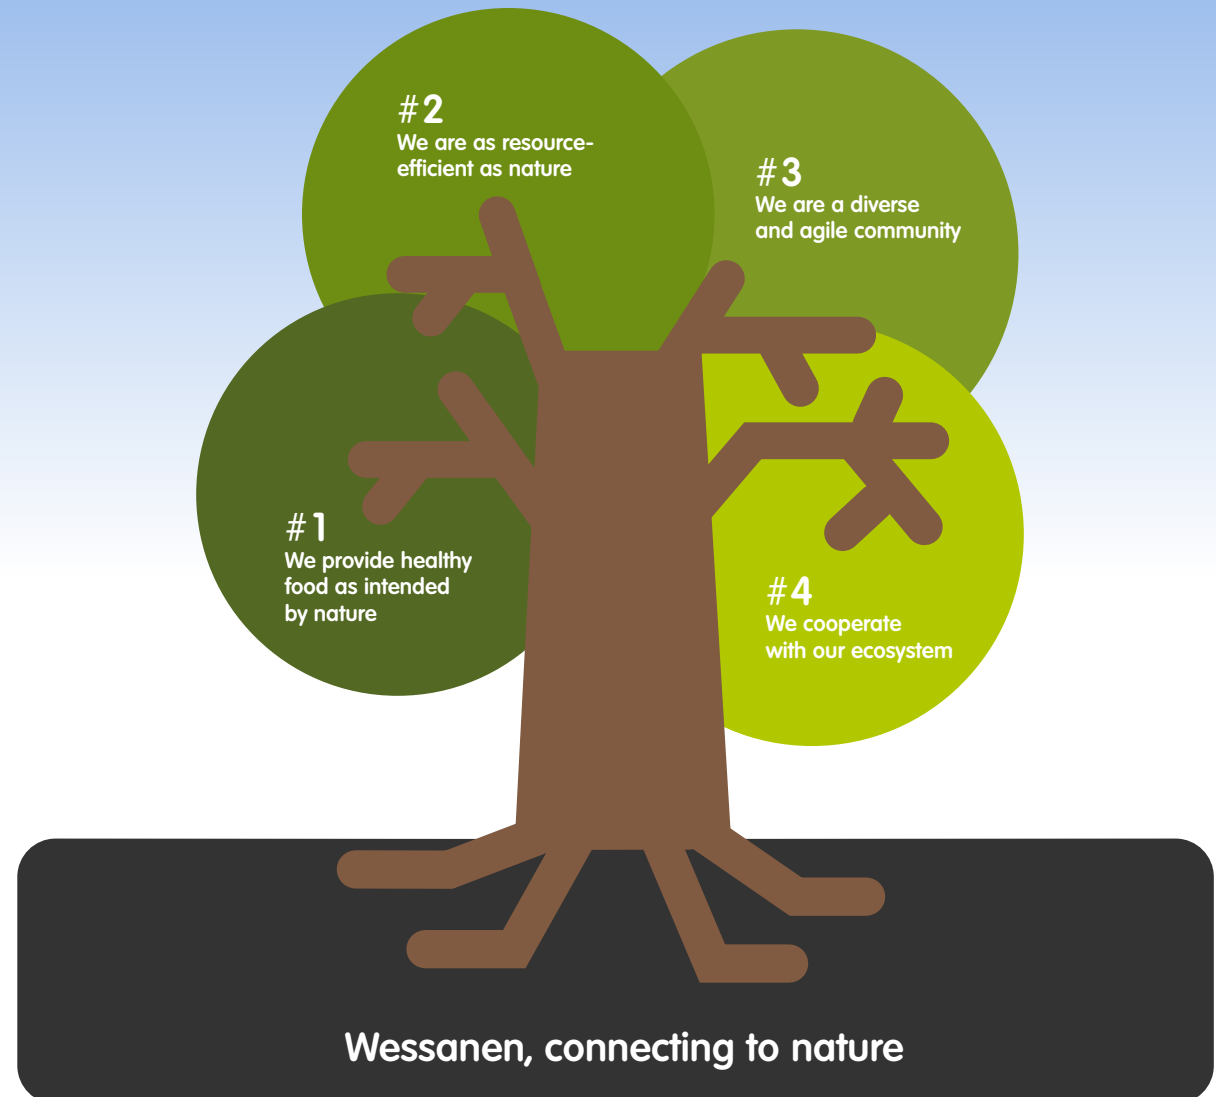 #2
We are as resource-
efficient as nature
#3
We are a diverse
and agile community
#1
We provide healthy
food as intended
by nature
#4
We cooperate
with our ecosystem
Wessanen, connecting to nature